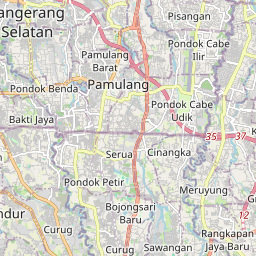 angerang
Selatan
Pisangan
Pamulang
Barat
Pondok Cabe
Ilir
Pondok Benda
Pamulang
Pondok Cabe
Udik
Bakti Jaya
35
37
Serua
Cinangka
Pondok Petir
Meruyung
34
Bojongsari
Baru
ndur
Curug
Rangkapan
Jaya Baru
Curug
Sawangan